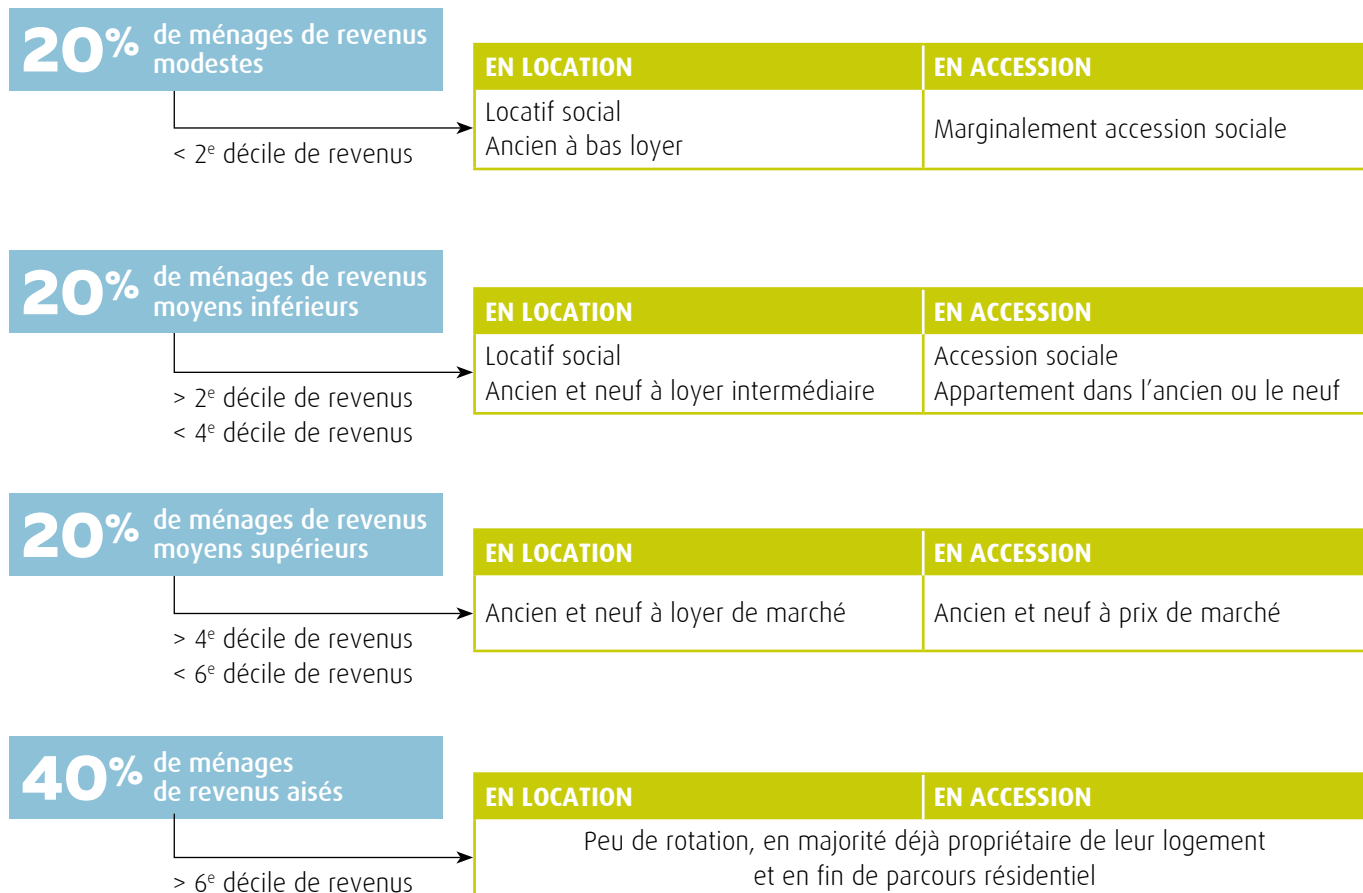 20% de ménages de revenus
modestes
< 2e décile de revenus
EN LOCATION EN ACCESSION
Locatif social
Ancien à bas loyer
Marginalement accession sociale
20% de ménages de revenus
moyens inférieurs
> 2e décile de revenus
< 4e décile de revenus
EN LOCATION EN ACCESSION
Locatif social
Ancien et neuf à loyer intermédiaire
Accession sociale
Appartement dans l'ancien ou le neuf
20% de ménages de revenus
moyens supérieurs
> 4e décile de revenus
< 6e décile de revenus
EN LOCATION EN ACCESSION
Ancien et neuf à loyer de marché
Ancien et neuf à prix de marché
40% de ménages
de revenus aisés
> 6e décile de revenus
EN LOCATION EN ACCESSION
Peu de rotation, en majorité déjà propriétaire de leur logement
et en fin de parcours résidentiel